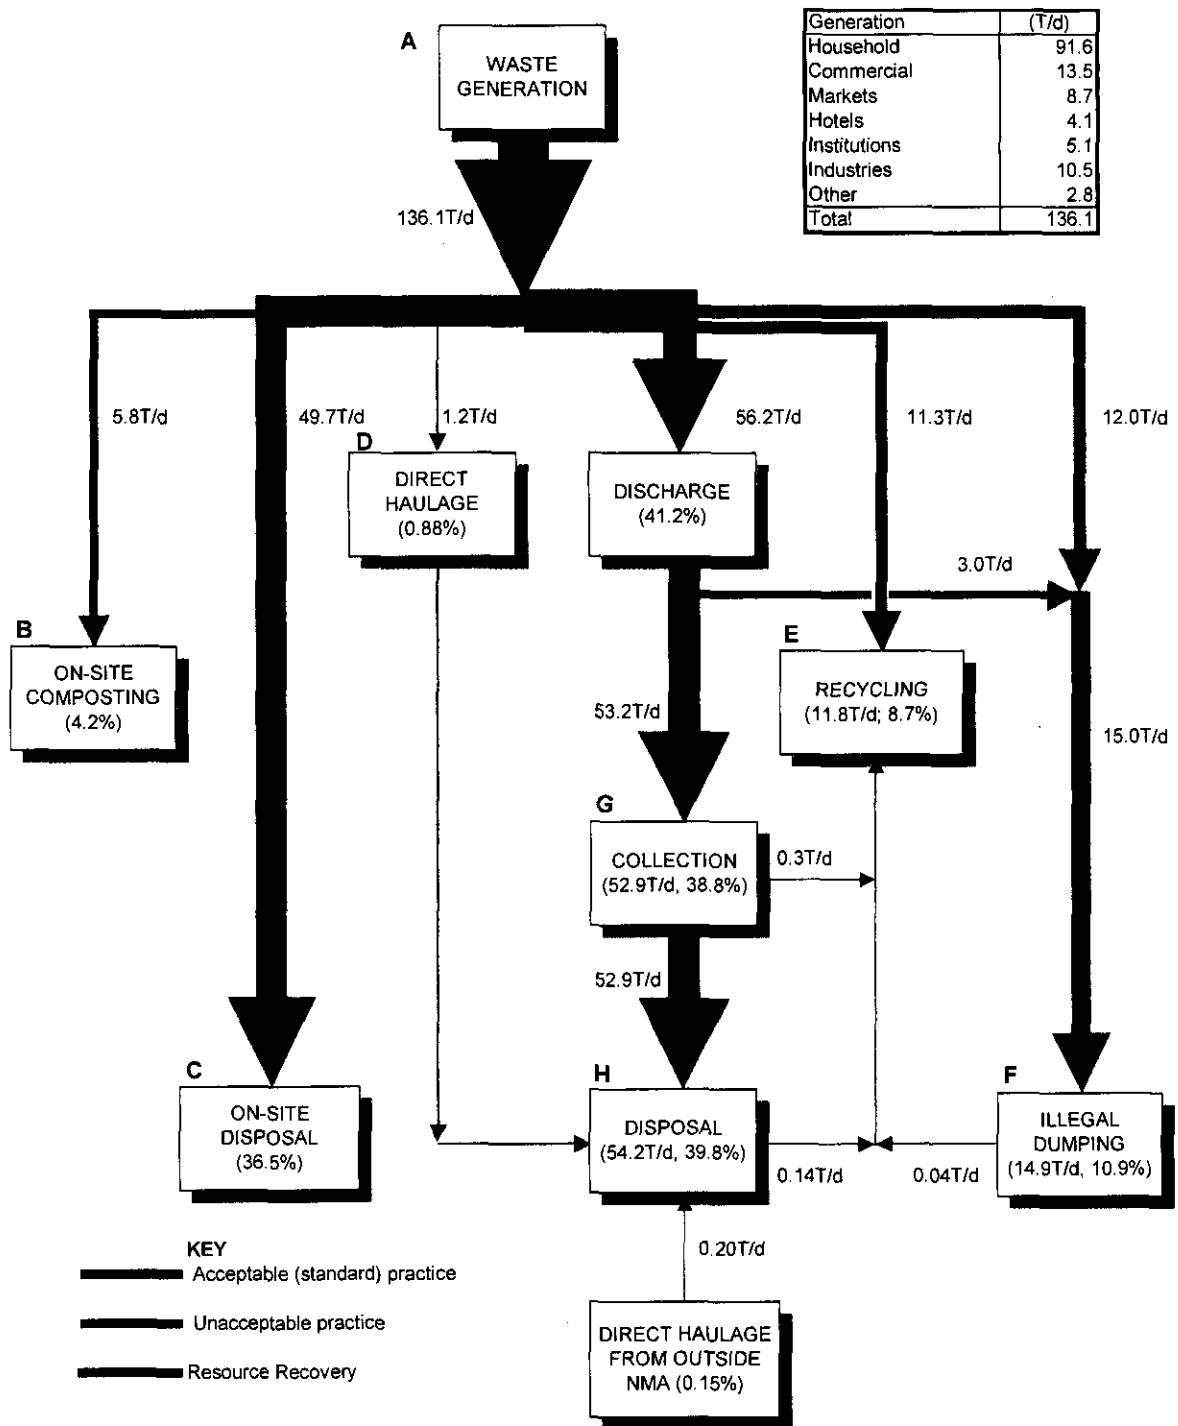 A
WASTE
GENERATION
Generation (T/d)
Household 91.6
Commercial 13.5
Markets 8.7
Hotels 4.1
Institutions 5.1
Industries 10.5
Other 2.8
Total 136.1
136.1T/d
5.8T/d
49.7T/d
1.2T/d
56.2T/d
11.3T/d
12.0T/d
D
DIRECT
HAULAGE
(0.88%)
DISCHARGE
(41.2%)
3.0T/d
B
ON-SITE
COMPOSTING
(4.2%)
E
RECYCLING
(11.8T/d; 8.7%)
53.2T/d
15.0T/d
G
COLLECTION
(52.9T/d, 38.8%)
0.3T/d
52.9T/d
C
ON-SITE
DISPOSAL
(36.5%)
H
DISPOSAL
(54.2T/d, 39.8%)
0.14T/d
0.04T/d
F
ILLEGAL
DUMPING
(14.9T/d, 10.9%)
0.20T/d
DIRECT HAULAGE
FROM OUTSIDE
NMA (0.15%)
KEY
Acceptable (standard) practice
Unacceptable practice
Resource Recovery